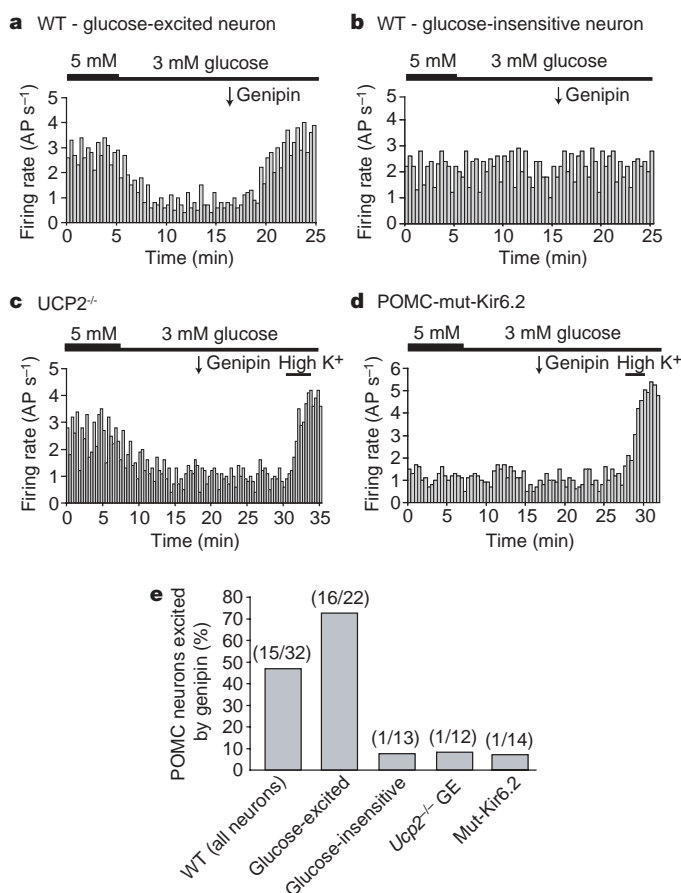 a WT - glucose-excited neuron
5 mM 3 mM glucose
Genipin
Firing rate (AP s⁻¹)
5
4
3
2
1
0
0 5 10 15 20 25
Time (min)
b WT - glucose-insensitive neuron
5 mM 3 mM glucose
Genipin
Firing rate (AP s⁻¹)
5
4
3
2
1
0
0 5 10 15 20 25
Time (min)
c UCP2⁻/⁻
5 mM 3 mM glucose
Genipin High K⁺
Firing rate (AP s⁻¹)
5
4
3
2
1
0
0 5 10 15 20 25 30 35
Time (min)
d POMC-mut-Kir6.2
5 mM 3 mM glucose
Genipin High K⁺
Firing rate (AP s⁻¹)
6
5
4
3
2
1
0
0 5 10 15 20 25 30
Time (min)
e
POMC neurons excited
by genipin (%)
80
70
60
50
40
30
20
10
0
(15/32)
(16/22)
(1/13)
(1/12)
(1/14)
WT (all neurons)
Glucose-excited
Glucose-insensitive
Ucp2⁻/⁻ GE
Mut-Kir6.2